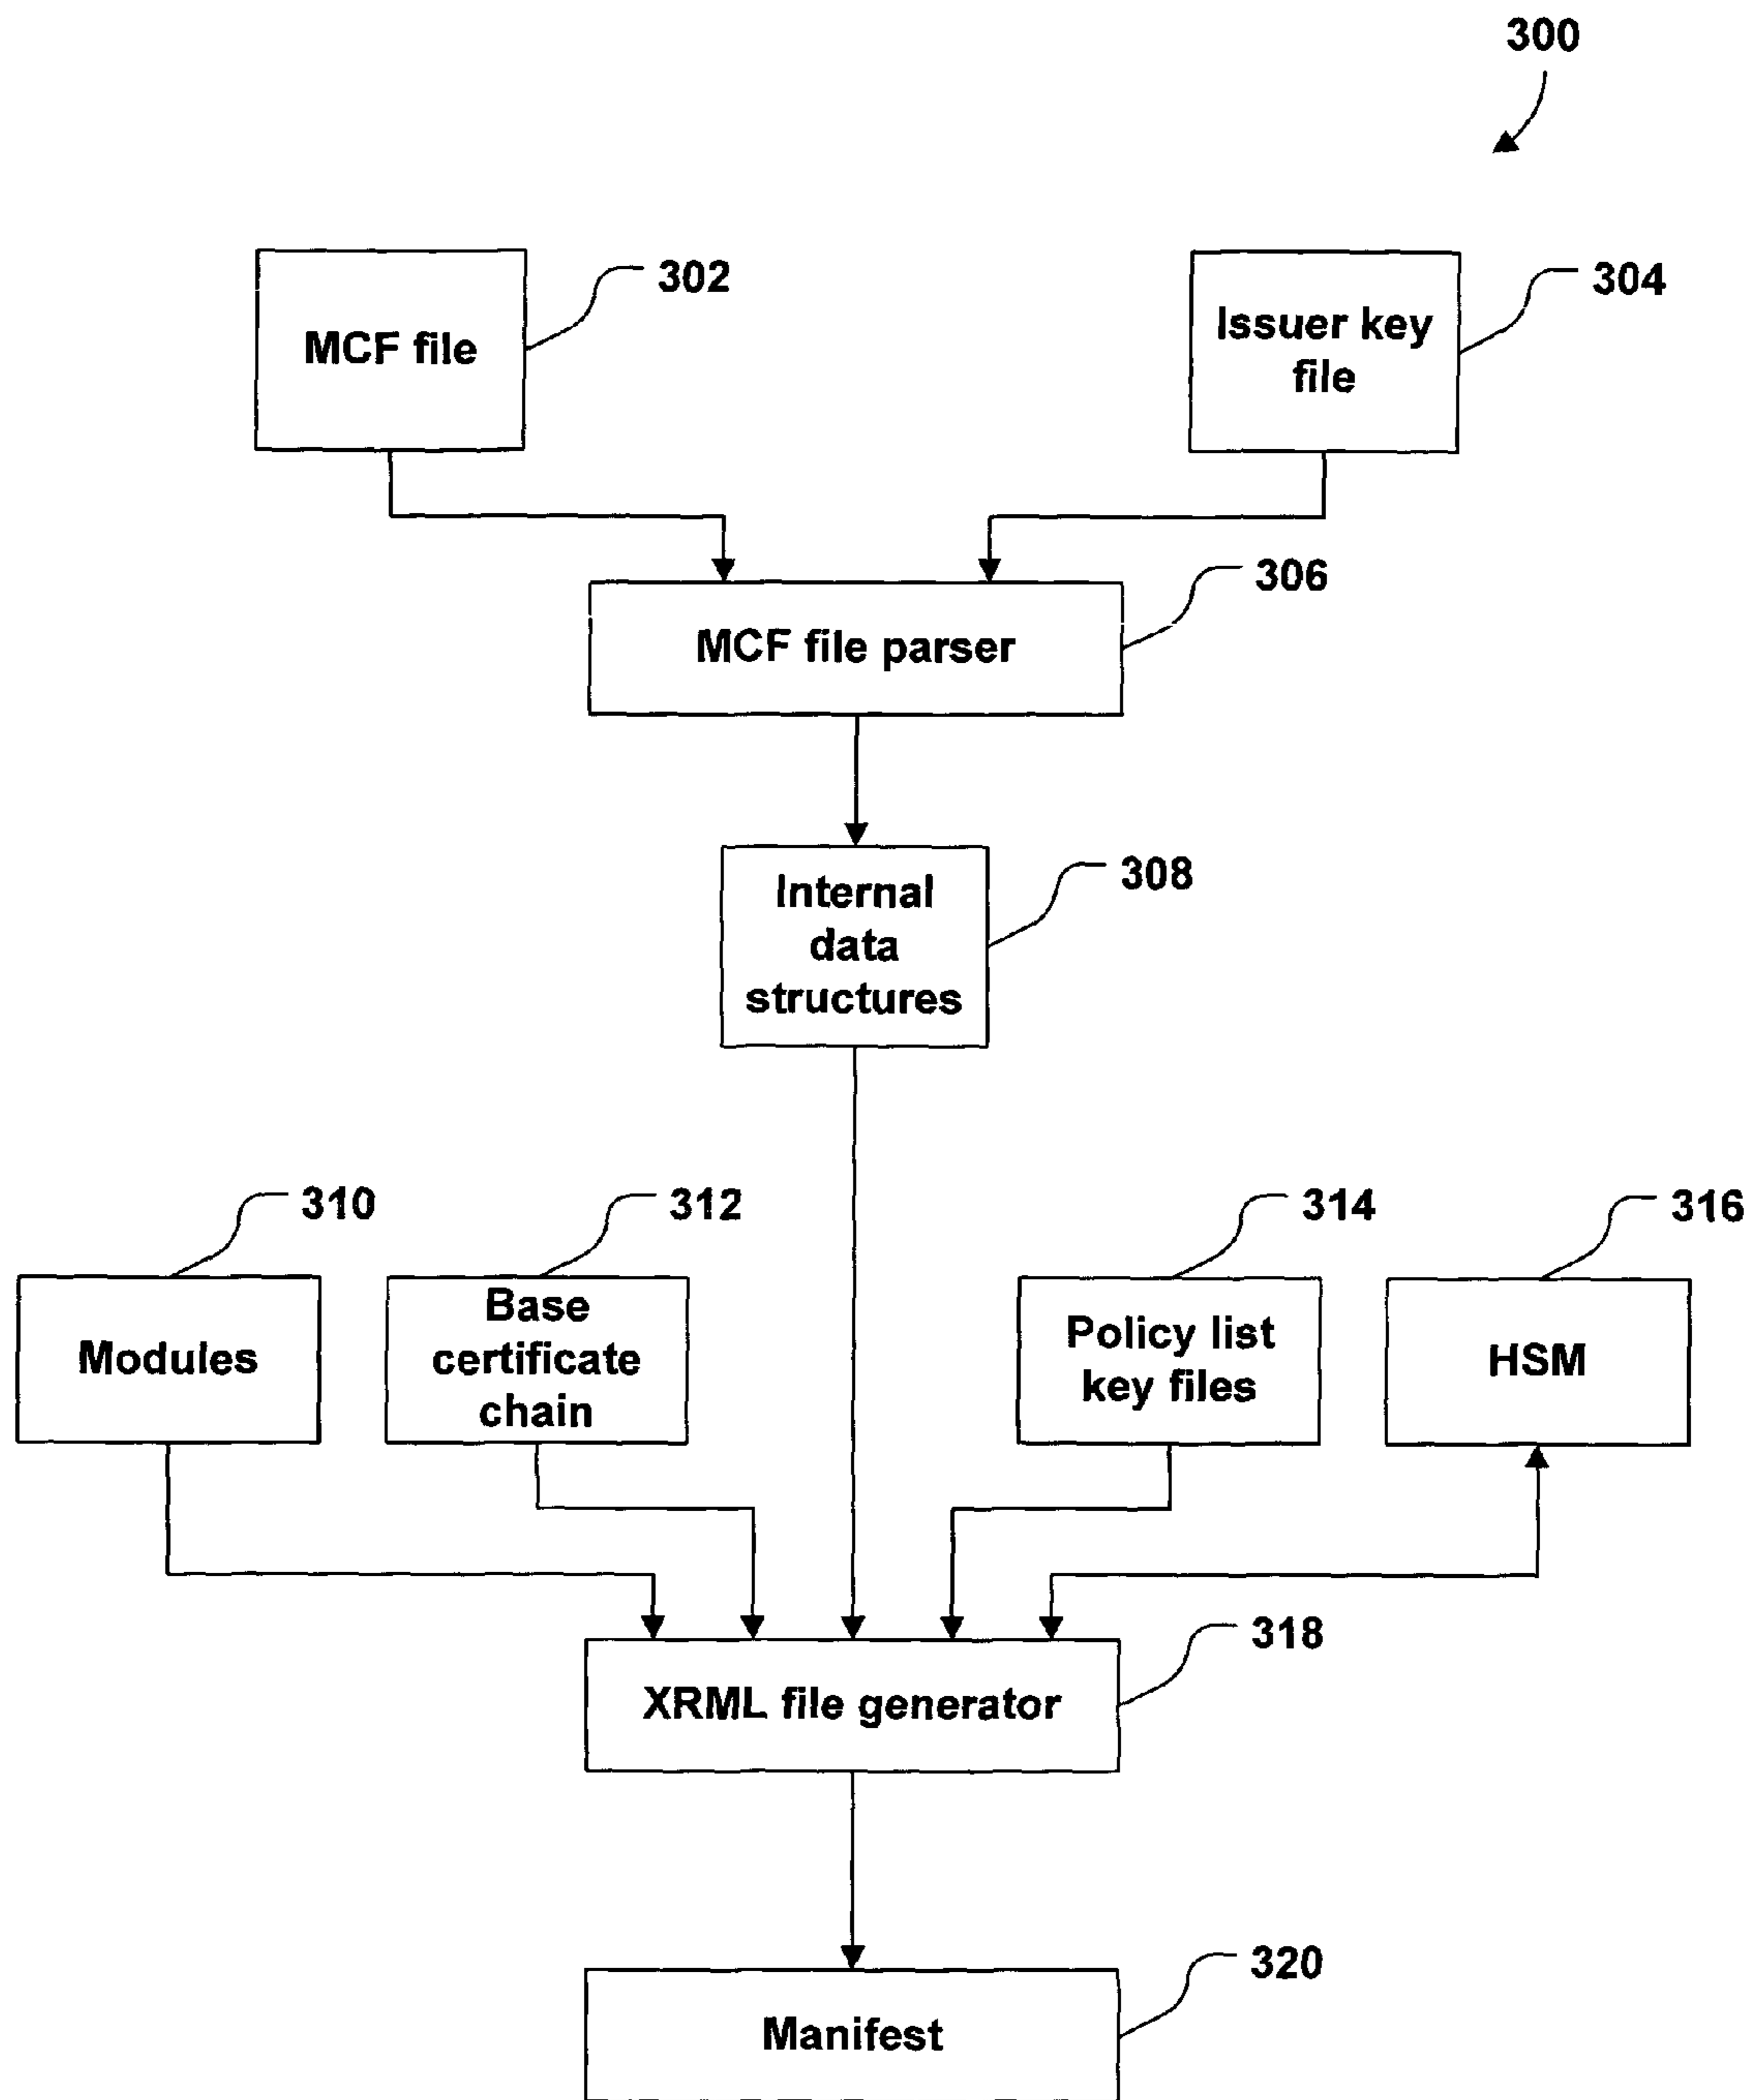 300
302
304
MCF file
Issuer key
file
306
MCF file parser
308
Internal
data
structures
310
312
314
316
Modules
Base
certificate
chain
Policy list
key files
HSM
318
XRML file generator
320
Manifest